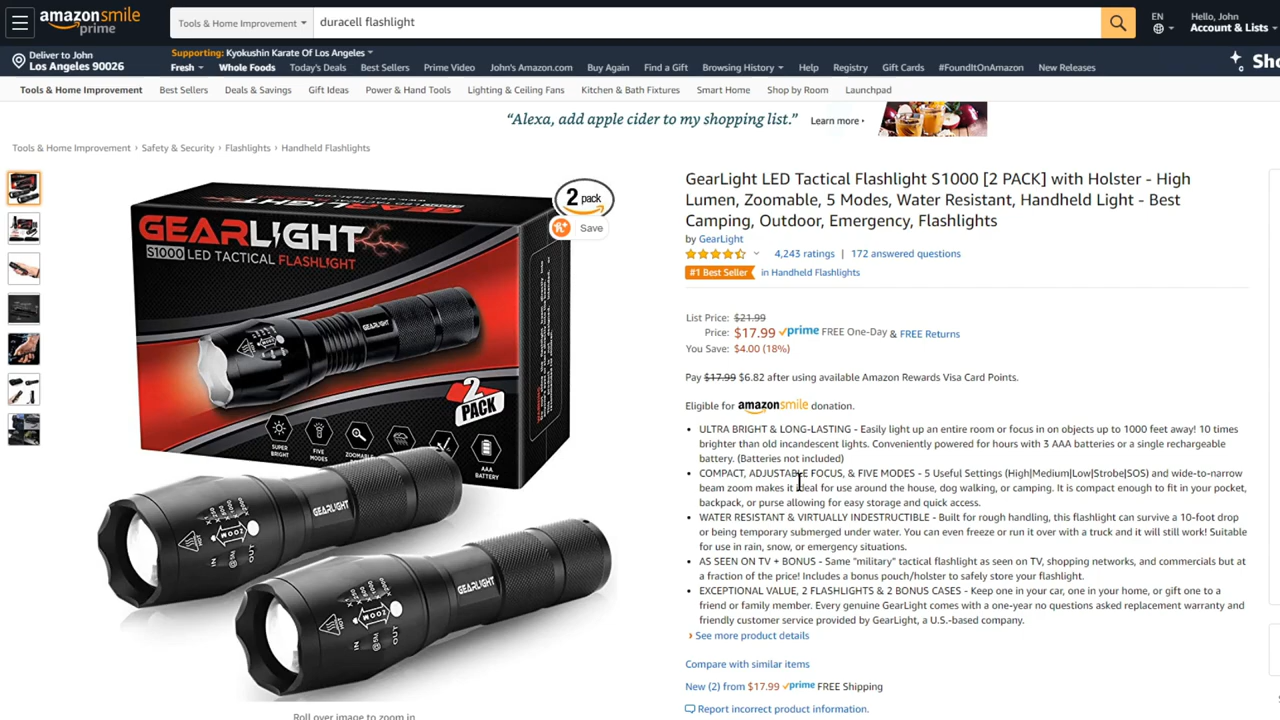 amazonsmile
prime
Tools & Home Improvement
duracell flashlight
EN
Hello, John
Account & Lists
Deliver to John
Los Angeles 90026
Supporting: Kyokushin Karate Of Los Angeles
Sho
Fresh Whole Foods Today's Deals Best Sellers Prime Video John's Amazon.com Buy Again Find a Gift Browsing History Help Registry Gift Cards #FoundItOnAmazon New Releases
Tools & Home Improvement Best Sellers Deals & Savings Gift Ideas Power & Hand Tools Lighting & Ceiling Fans Kitchen & Bath Fixtures Smart Home Shop by Room Launchpad
“Alexa, add apple cider to my shopping list.” Learn more
Tools & Home Improvement › Safety & Security › Flashlights › Handheld Flashlights
2
pack
Save
GEARLIGHT
S1000 LED TACTICAL FLASHLIGHT
GEARLIGHT
2
PACK
SUPER
BRIGHT
FIVE
MODES
AAA
BATTERY
GEARLIGHT
ZOOM
IN
OUT
HOT
GEARLIGHT
ZOOM
IN
OUT
HOT
Roll over image to zoom in
GearLight LED Tactical Flashlight S1000 [2 PACK] with Holster - High
Lumen, Zoomable, 5 Modes, Water Resistant, Handheld Light - Best
Camping, Outdoor, Emergency, Flashlights
by GearLight
4,243 ratings | 172 answered questions
#1 Best Seller in Handheld Flashlights
List Price: $21.99
Price: $17.99 prime FREE One-Day & FREE Returns
You Save: $4.00 (18%)
Pay $17.99 $6.82 after using available Amazon Rewards Visa Card Points.
Eligible for amazonsmile donation.
• ULTRA BRIGHT & LONG-LASTING - Easily light up an entire room or focus in on objects up to 1000 feet away! 10 times
brighter than old incandescent lights. Conveniently powered for hours with 3 AAA batteries or a single rechargeable
battery. (Batteries not included)
• COMPACT, ADJUSTABLE FOCUS, & FIVE MODES - 5 Useful Settings (High|Medium|Low|Strobe|SOS) and wide-to-narrow
beam zoom makes it ideal for use around the house, dog walking, or camping. It is compact enough to fit in your pocket,
backpack, or purse allowing for easy storage and quick access.
• WATER RESISTANT & VIRTUALLY INDESTRUCTIBLE - Built for rough handling, this flashlight can survive a 10-foot drop
or being temporary submerged under water. You can even freeze or run it over with a truck and it will still work! Suitable
for use in rain, snow, or emergency situations.
• AS SEEN ON TV + BONUS - Same "military" tactical flashlight as seen on TV, shopping networks, and commercials but at
a fraction of the price! Includes a bonus pouch/holster to safely store your flashlight.
• EXCEPTIONAL VALUE, 2 FLASHLIGHTS & 2 BONUS CASES - Keep one in your car, one in your home, or gift one to a
friend or family member. Every genuine GearLight comes with a one-year no questions asked replacement warranty and
friendly customer service provided by GearLight, a U.S.-based company.
› See more product details
Compare with similar items
New (2) from $17.99 prime FREE Shipping
Report incorrect product information.